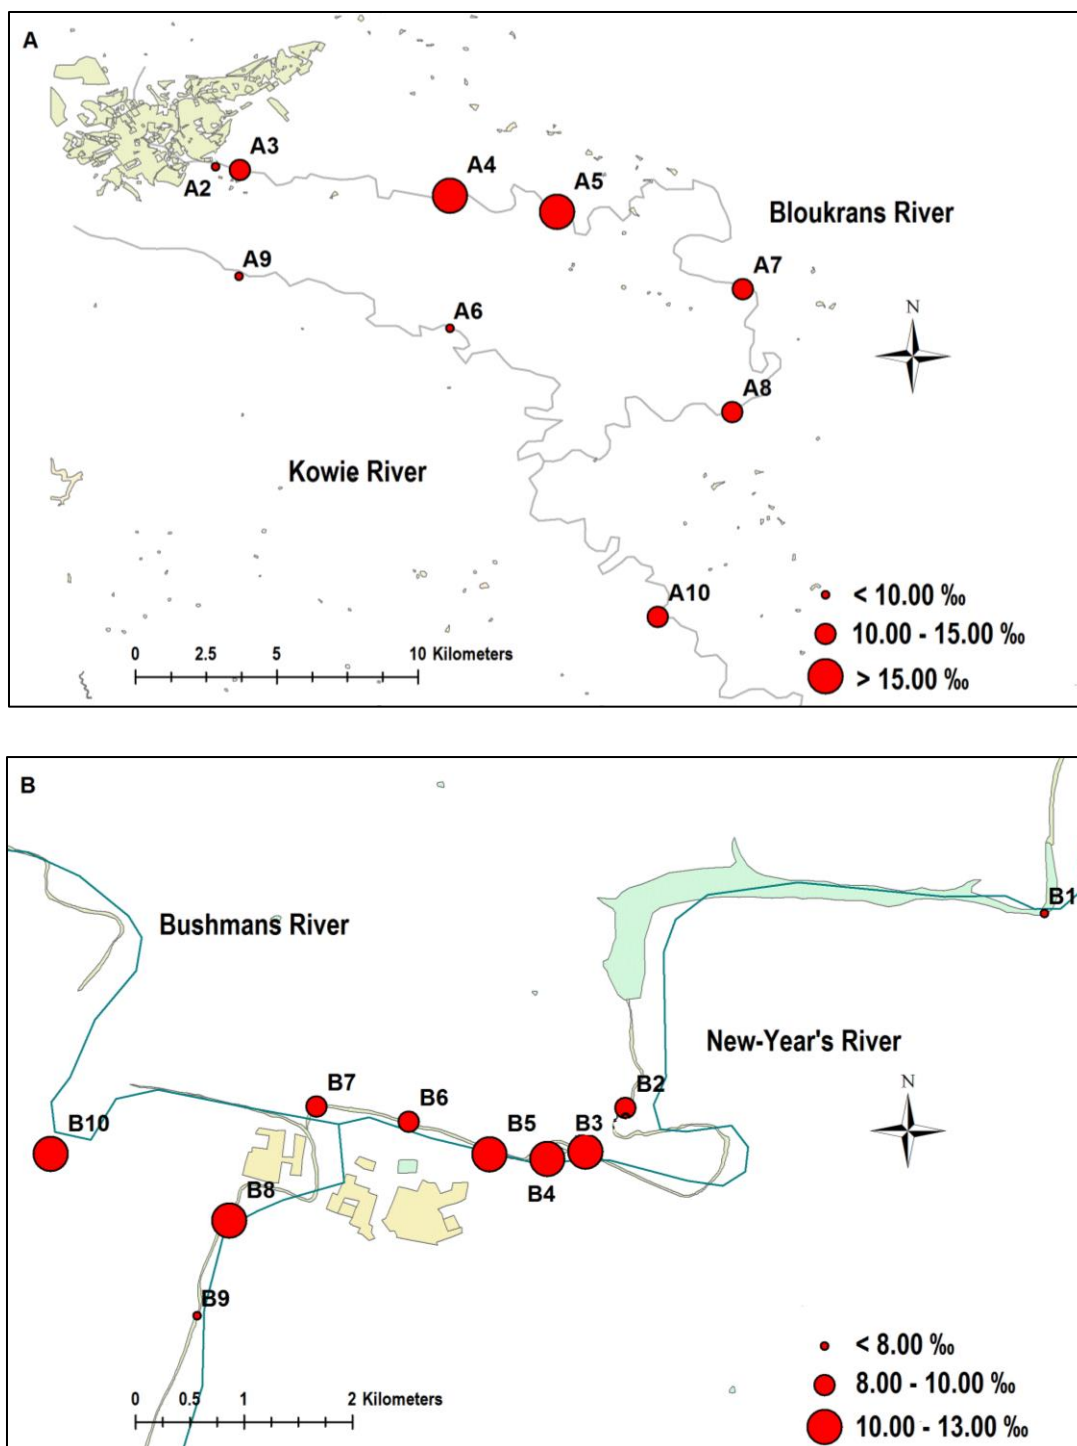 A
A3
A2
A4
A5
Bloukrans River
A9
A7
A6
N
A8
Kowie River
A10
< 10.00 ‰
10.00 - 15.00 ‰
> 15.00 ‰
0 2.5 5 10 Kilometers
B
B1
Bushmans River
New-Year's River
N
B2
B7
B6
B10
B5
B3
B4
B8
B9
< 8.00 ‰
8.00 - 10.00 ‰
10.00 - 13.00 ‰
0 0.5 1 2 Kilometers